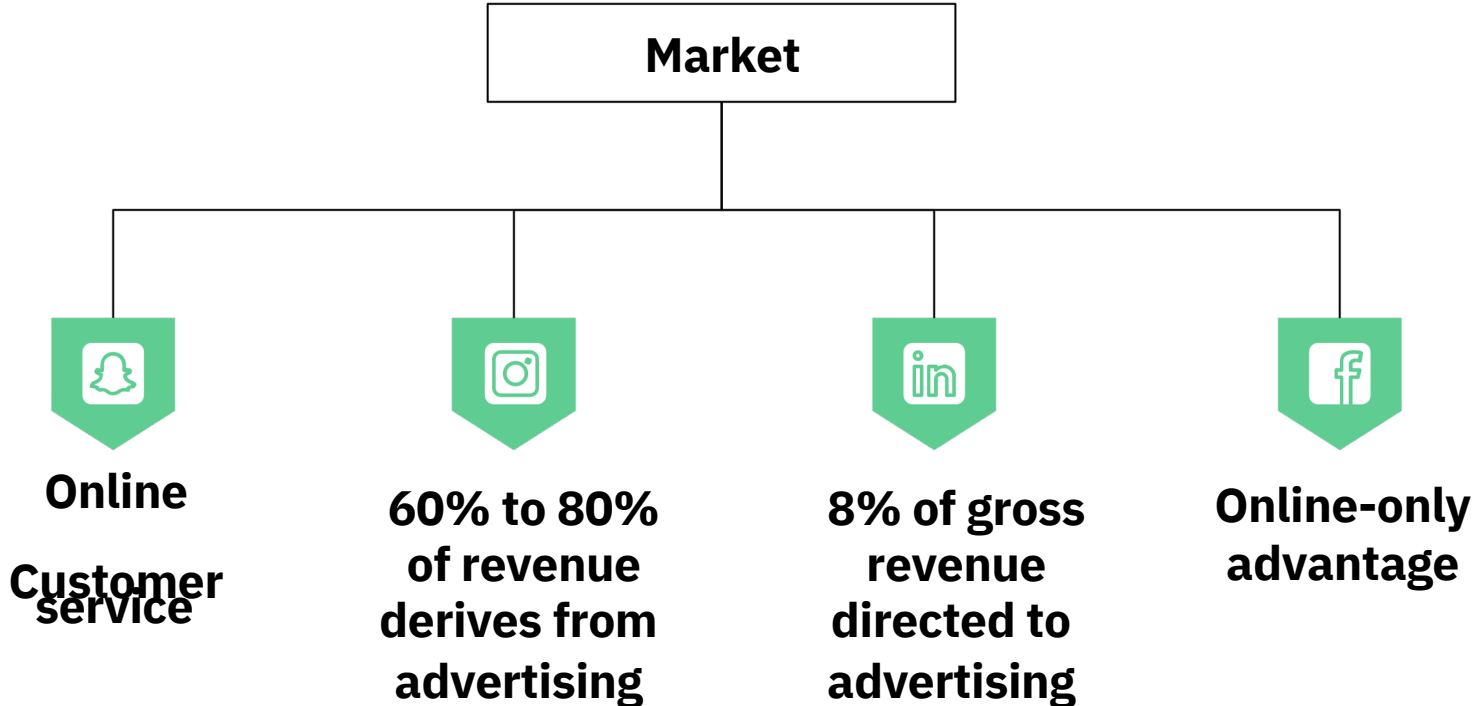 Market
Online
Customer
service
60% to 80%
of revenue
derives from
advertising
in
8% of gross
revenue
directed to
advertising
f
Online-only
advantage